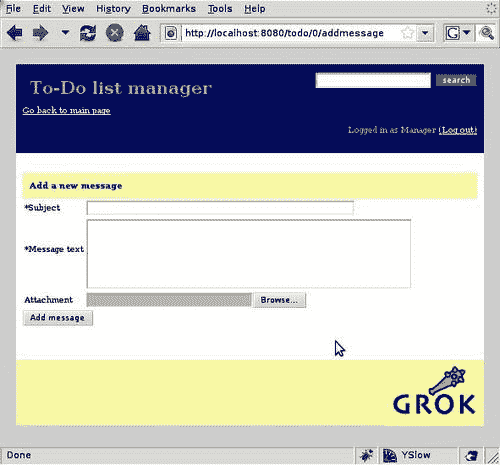 File Edit View History Bookmarks Tools Help
http://localhost:8080/todo/0/addmessage
G
To-Do list manager
search
Go back to main page
Logged in as Manager (Log out)
Add a new message
*Subject
*Message text
Attachment
Browse...
Add message
GROK
Done
YSlow